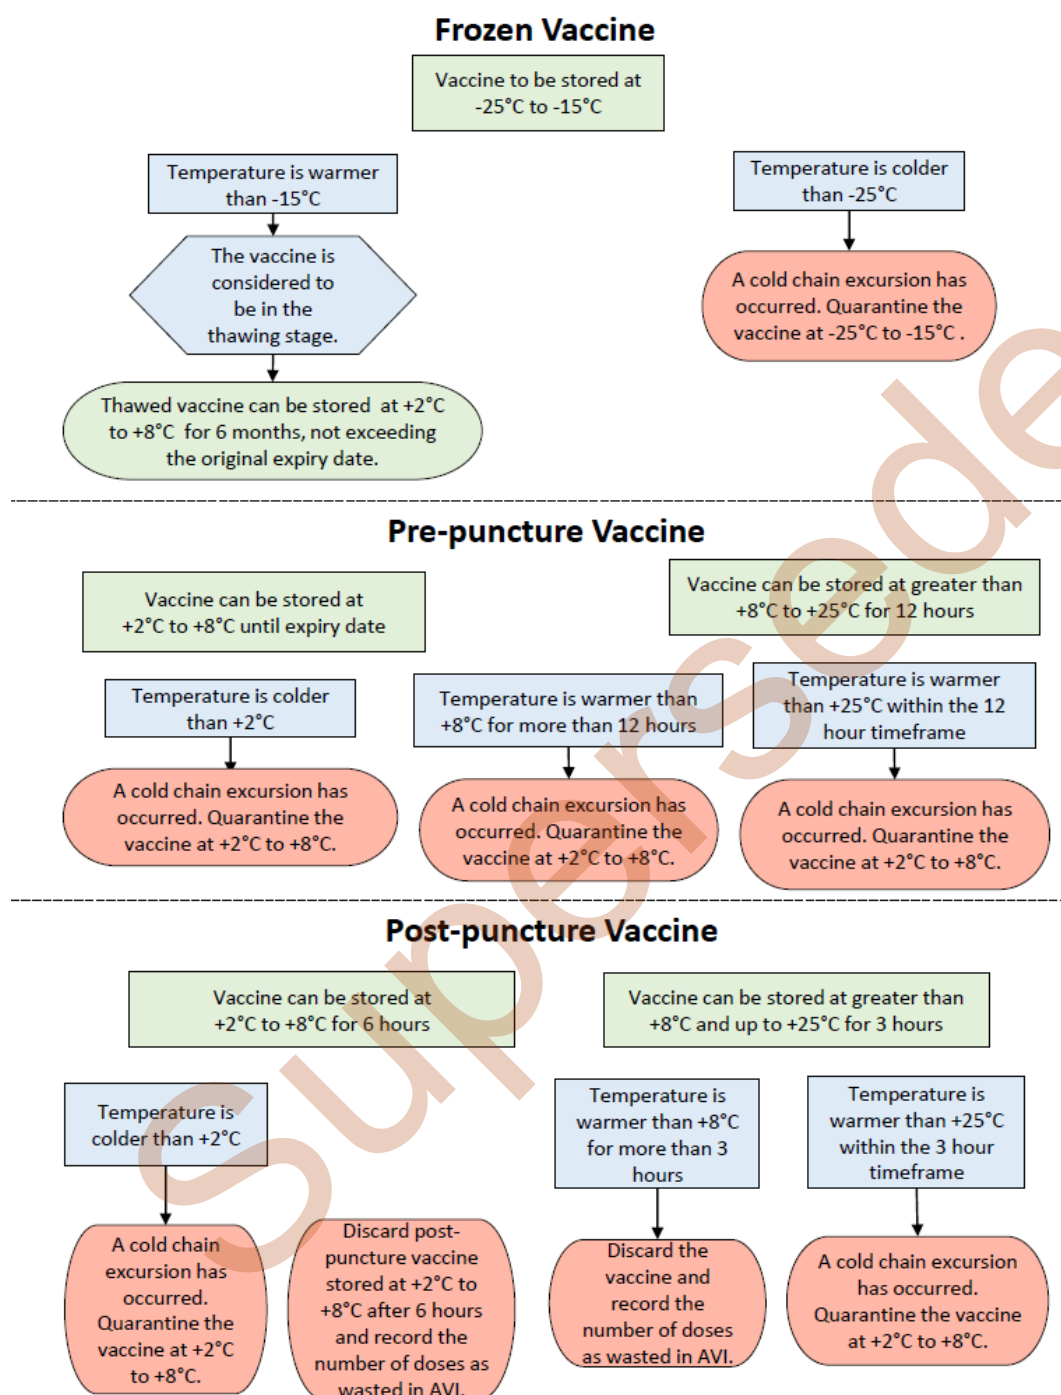 Frozen Vaccine
Vaccine to be stored at
-25°C to -15°C
Temperature is warmer
than -15°C
Temperature is colder
than -25°C
The vaccine is
considered to
be in the
thawing stage.
A cold chain excursion has
occurred. Quarantine the
vaccine at -25°C to -15°C .
Thawed vaccine can be stored at +2°C
to +8°C for 6 months, not exceeding
the original expiry date.
Pre-puncture Vaccine
Vaccine can be stored at
+2°C to +8°C until expiry date
Vaccine can be stored at greater than
+8°C to +25°C for 12 hours
Temperature is colder
than +2°C
Temperature is warmer than
+8°C for more than 12 hours
Temperature is warmer
than +25°C within the 12
hour timeframe
A cold chain excursion has
occurred. Quarantine the
vaccine at +2°C to +8°C.
A cold chain excursion has
occurred. Quarantine the
vaccine at +2°C to +8°C.
A cold chain excursion has
occurred. Quarantine the
vaccine at +2°C to +8°C.
Post-puncture Vaccine
Vaccine can be stored at
+2°C to +8°C for 6 hours
Vaccine can be stored at greater than
+8°C and up to +25°C for 3 hours
Temperature is
colder than +2°C
Temperature is
warmer than +8°C
for more than 3
hours
Temperature is
warmer than +25°C
within the 3 hour
timeframe
A cold chain
excursion has
occurred.
Quarantine the
vaccine at +2°C
to +8°C.
Discard post-
puncture vaccine
stored at +2°C to
+8°C after 6 hours
and record the
number of doses as
wasted in AVI.
Discard the
vaccine and
record the
number of doses
as wasted in AVI.
A cold chain excursion
has occurred.
Quarantine the vaccine
at +2°C to +8°C.
Supersede